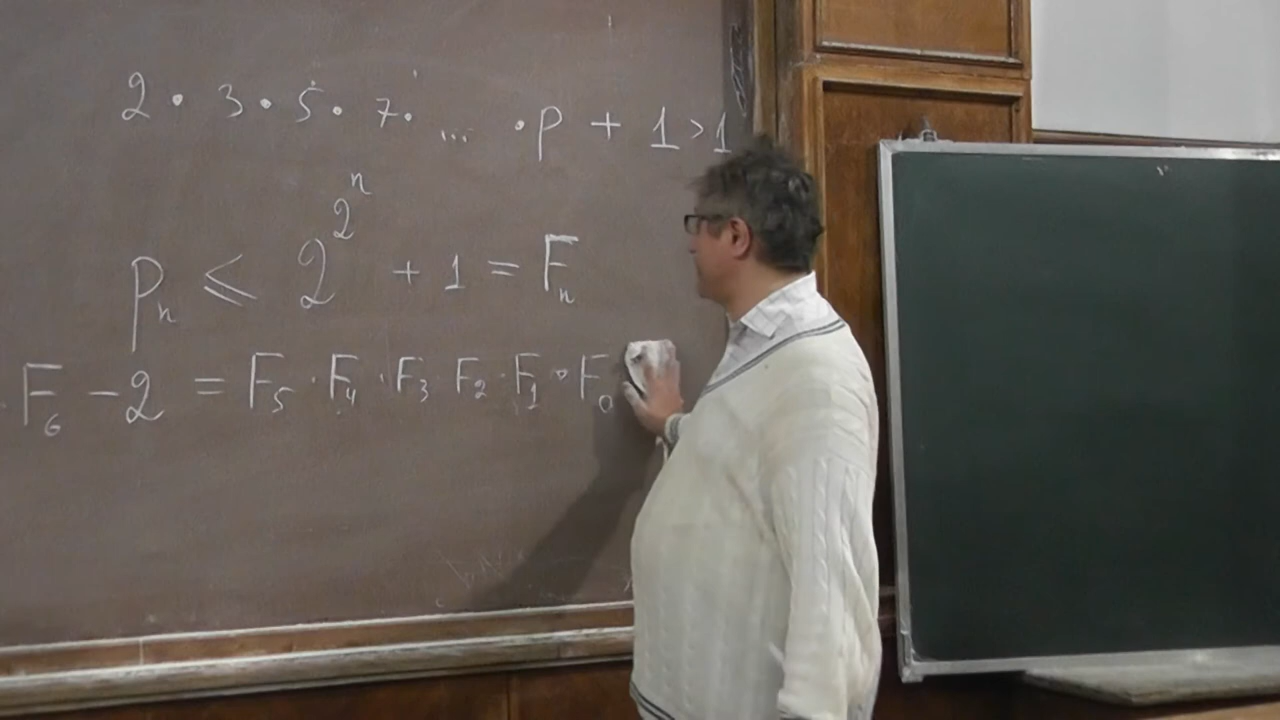 2 · 3 · 5 · 7 · ... · p + 1 > 1
pₙ ⩽ 2^2^n + 1 = Fₙ
F₆ - 2 = F₅ · F₄ · F₃ · F₂ · F₁ · F₀